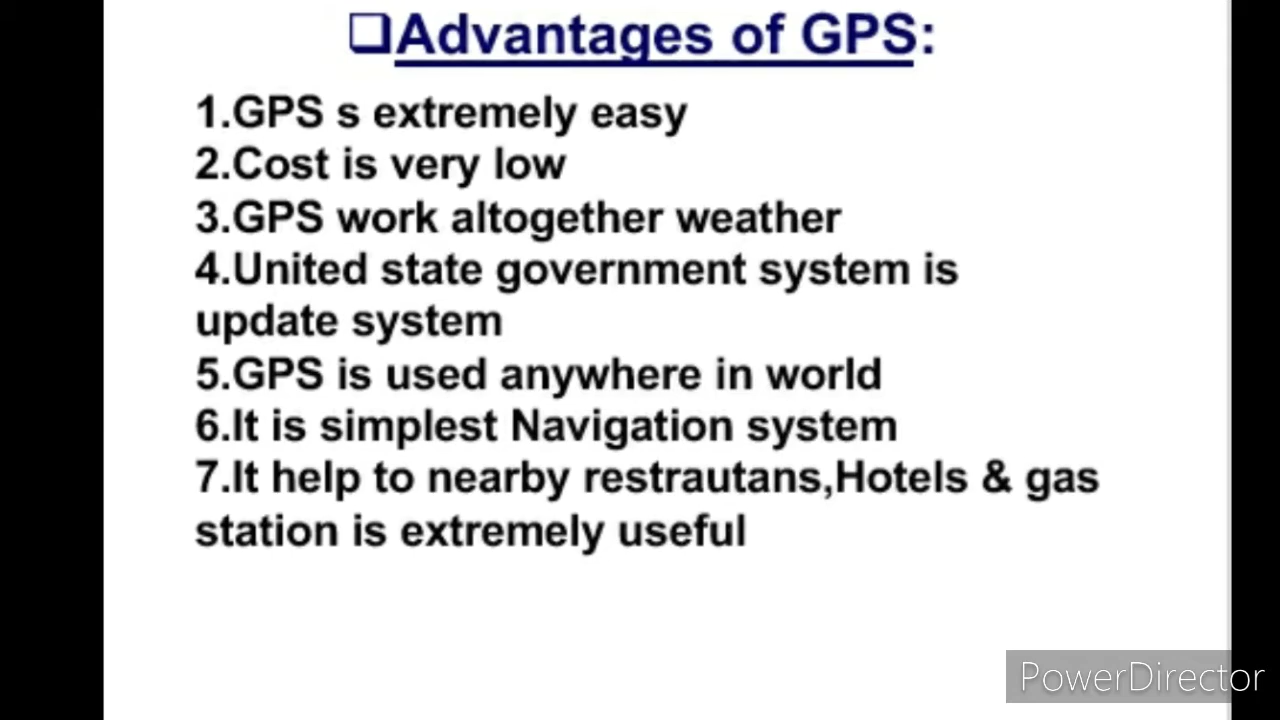 ❑Advantages of GPS:
1.GPS s extremely easy
2.Cost is very low
3.GPS work altogether weather
4.United state government system is
update system
5.GPS is used anywhere in world
6.It is simplest Navigation system
7.It help to nearby restrautans,Hotels & gas
station is extremely useful
PowerDirector